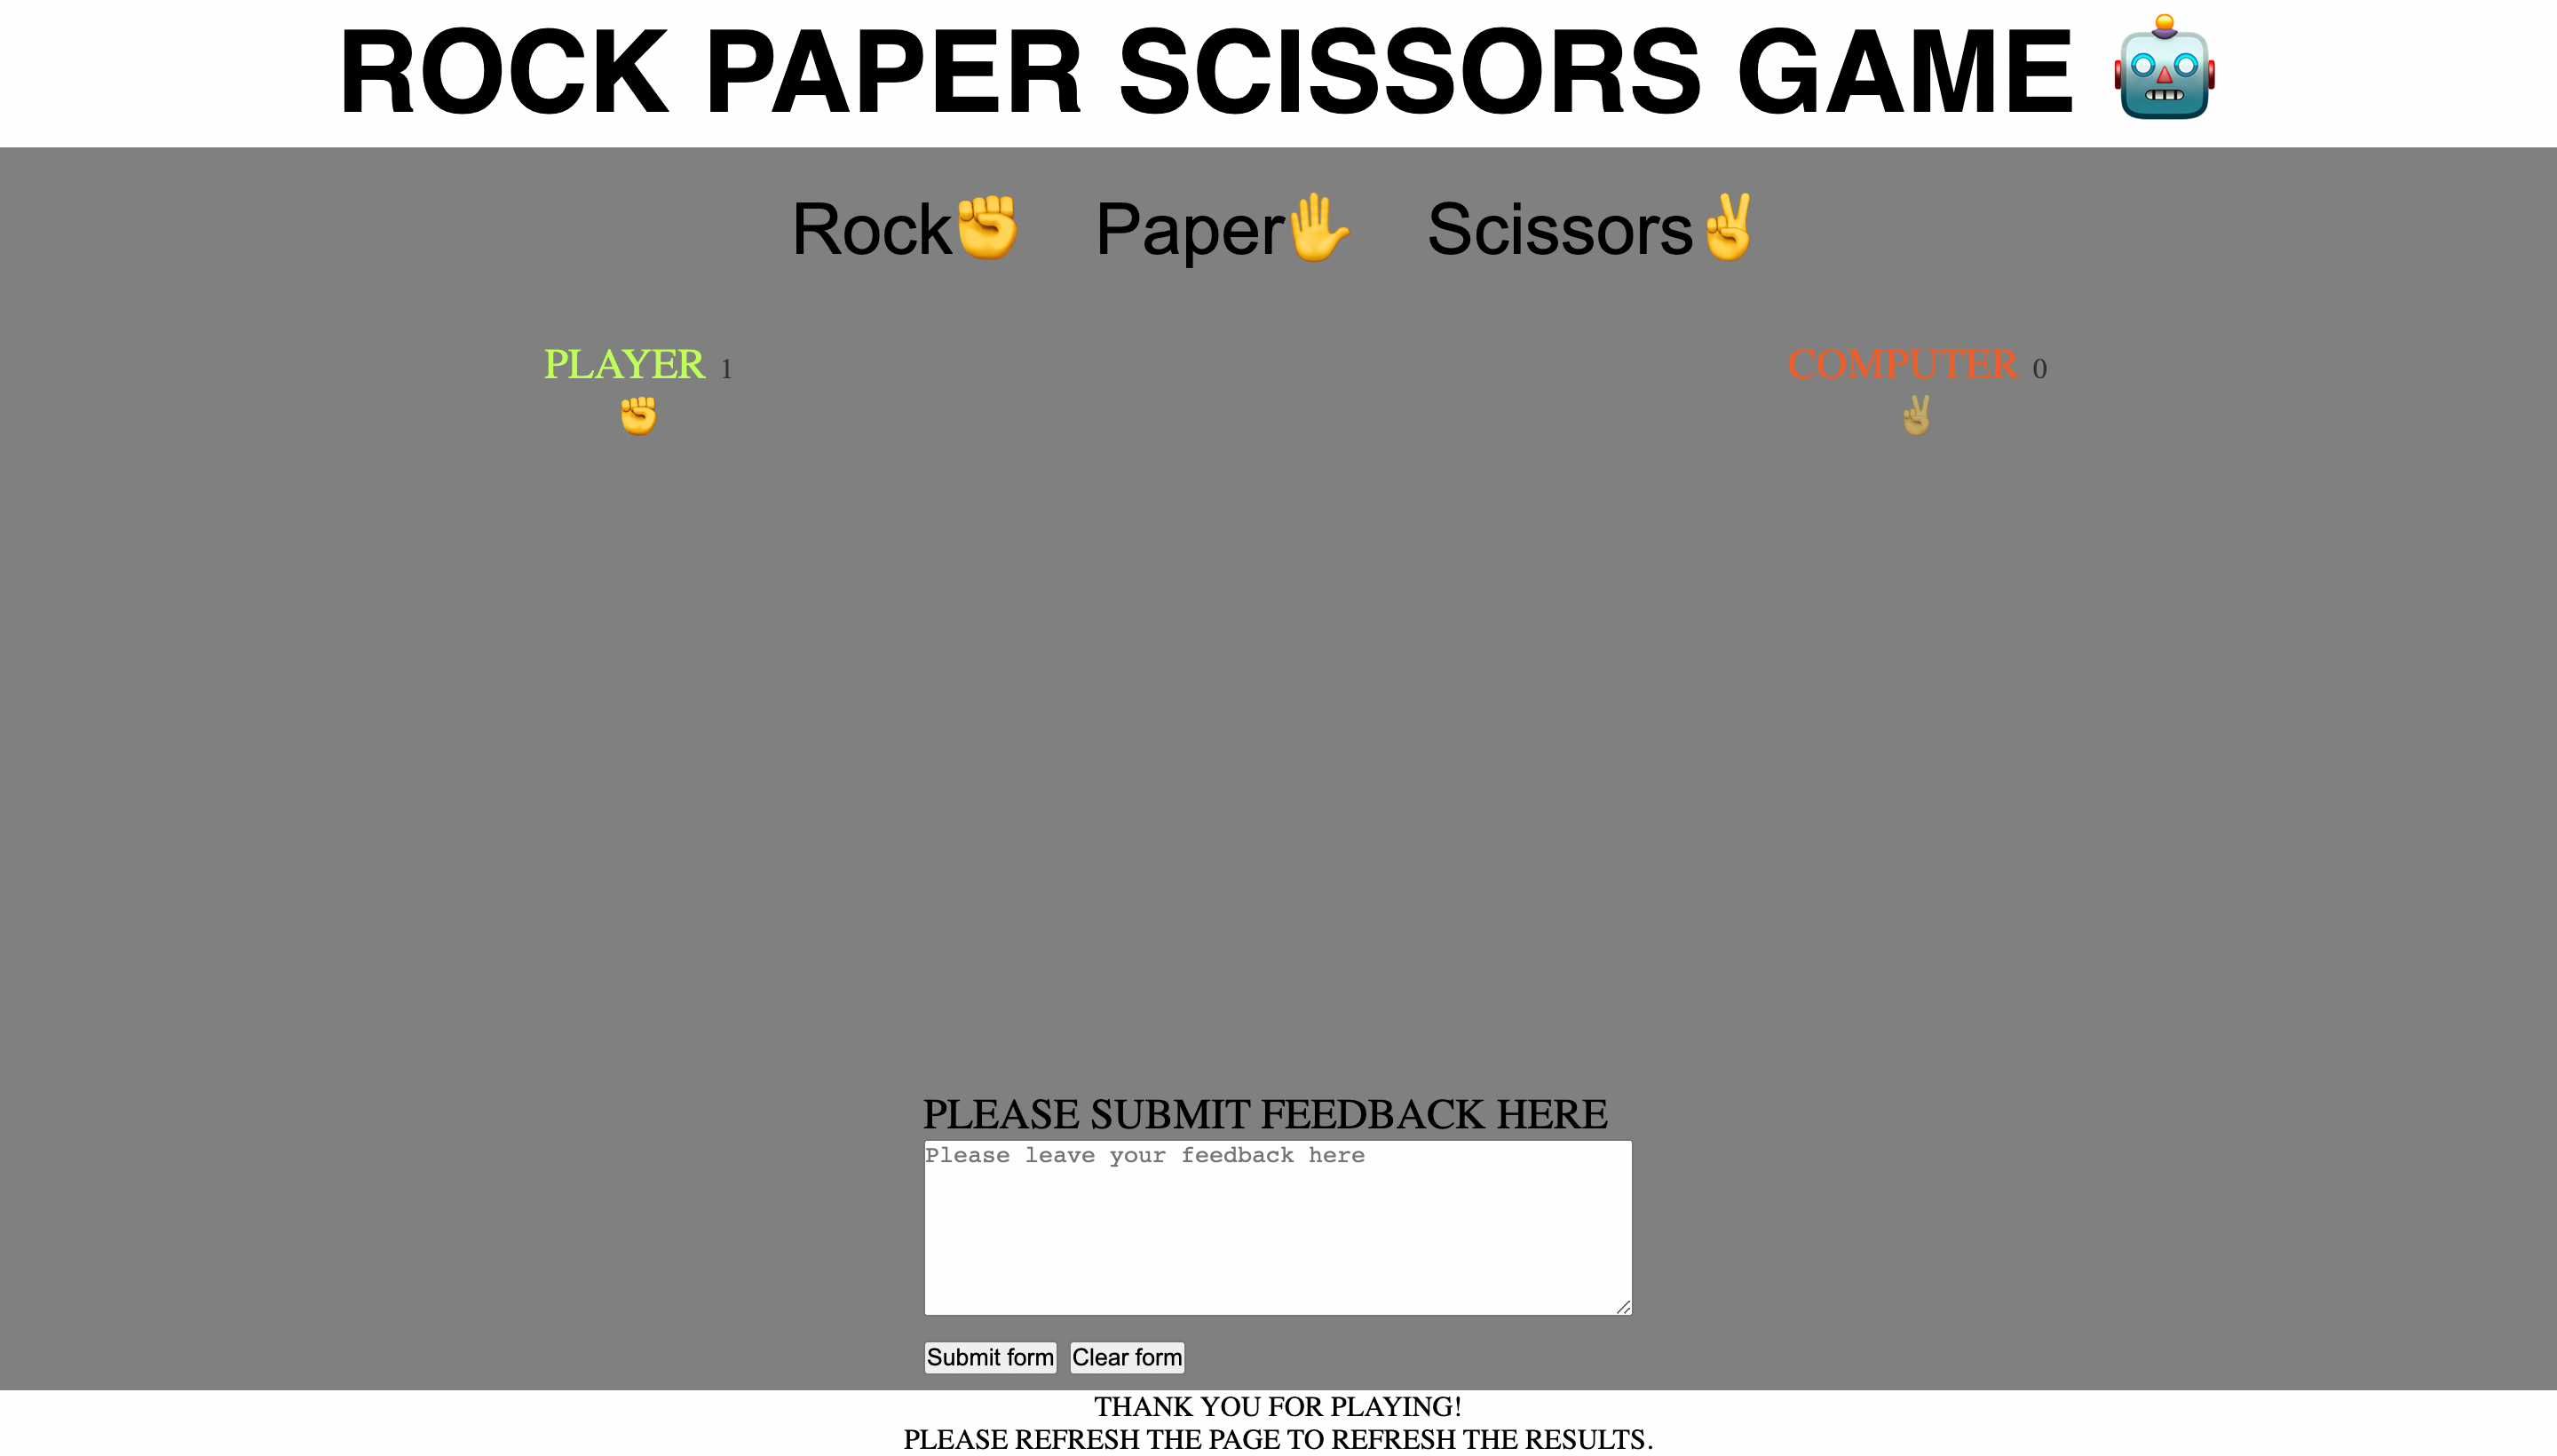 ROCK PAPER SCISSORS GAME 🤖
Rock✊ Paper🖐 Scissors✌
PLAYER 1
COMPUTER 0
PLEASE SUBMIT FEEDBACK HERE
Please leave your feedback here
Submit form Clear form
THANK YOU FOR PLAYING!
PLEASE REFRESH THE PAGE TO REFRESH THE RESULTS.